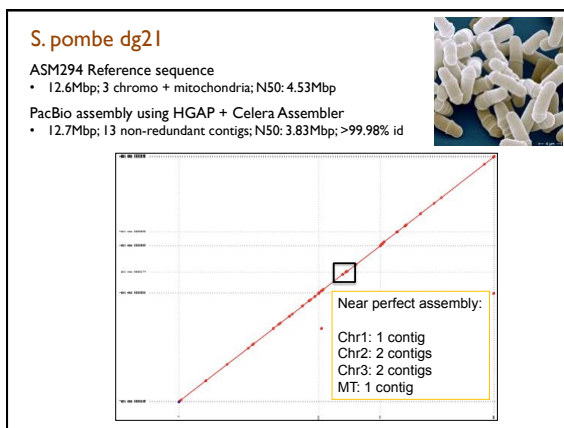 S. pombe dg21
ASM294 Reference sequence
• 12.6Mbp; 3 chromo + mitochondria; N50: 4.53Mbp
PacBio assembly using HGAP + Celera Assembler
• 12.7Mbp; 13 non-redundant contigs; N50: 3.83Mbp; >99.98% id
Near perfect assembly:
Chr1: 1 contig
Chr2: 2 contigs
Chr3: 2 contigs
MT: 1 contig